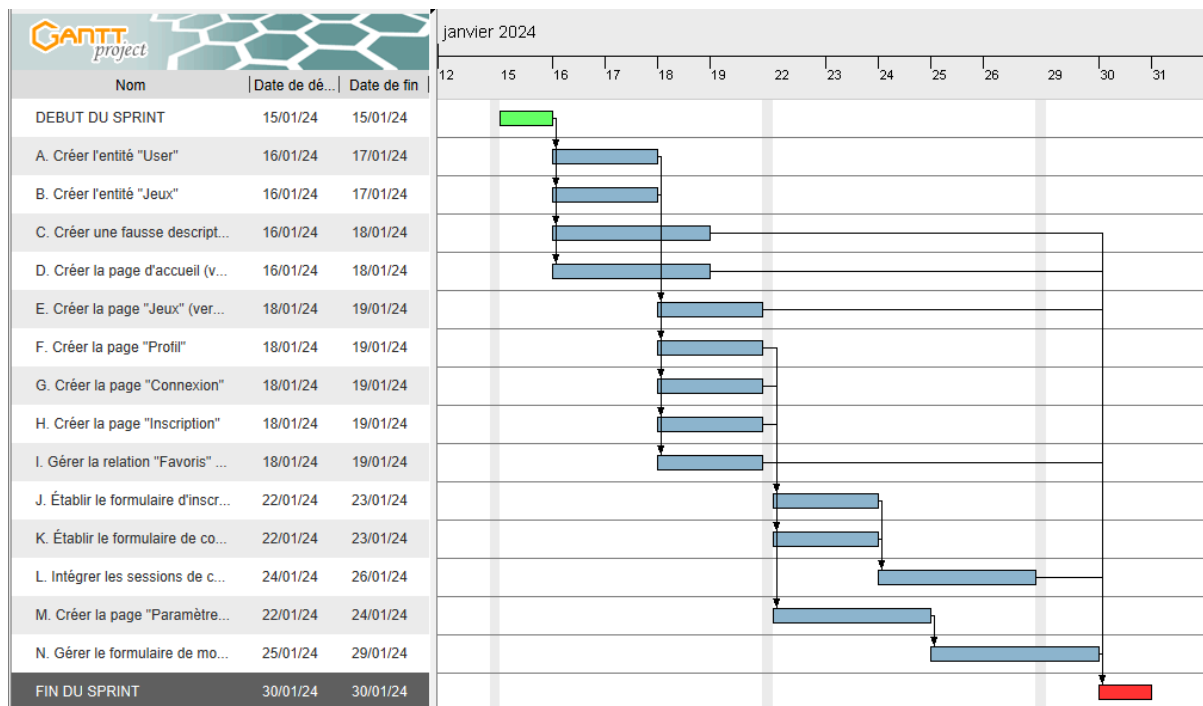 GANTT
project
janvier 2024
12 15 16 17 18 19 22 23 24 25 26 29 30 31
Nom Date de dé... Date de fin
DEBUT DU SPRINT 15/01/24 15/01/24
A. Créer l'entité "User" 16/01/24 17/01/24
B. Créer l'entité "Jeux" 16/01/24 17/01/24
C. Créer une fausse descript... 16/01/24 18/01/24
D. Créer la page d'accueil (v... 16/01/24 18/01/24
E. Créer la page "Jeux" (ver... 18/01/24 19/01/24
F. Créer la page "Profil" 18/01/24 19/01/24
G. Créer la page "Connexion" 18/01/24 19/01/24
H. Créer la page "Inscription" 18/01/24 19/01/24
I. Gérer la relation "Favoris" ... 18/01/24 19/01/24
J. Établir le formulaire d'inscr... 22/01/24 23/01/24
K. Établir le formulaire de co... 22/01/24 23/01/24
L. Intégrer les sessions de c... 24/01/24 26/01/24
M. Créer la page "Paramètre... 22/01/24 24/01/24
N. Gérer le formulaire de mo... 25/01/24 29/01/24
FIN DU SPRINT 30/01/24 30/01/24